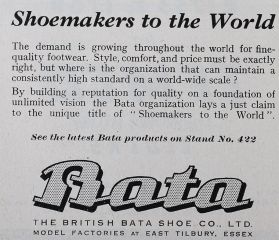 Shoemakers to the World
The demand is growing throughout the world for fine-
quality footwear. Style, comfort, and price must be exactly
right, but where is the organization that can maintain a
consistently high standard on a world-wide scale ?
By building a reputation for quality on a foundation of
unlimited vision the Bata organization lays a just claim
to the unique title of " Shoemakers to the World ".
See the latest Bata products on Stand No. 422
Bata
THE BRITISH BATA SHOE CO., LTD.
MODEL FACTORIES AT EAST TILBURY, ESSEX